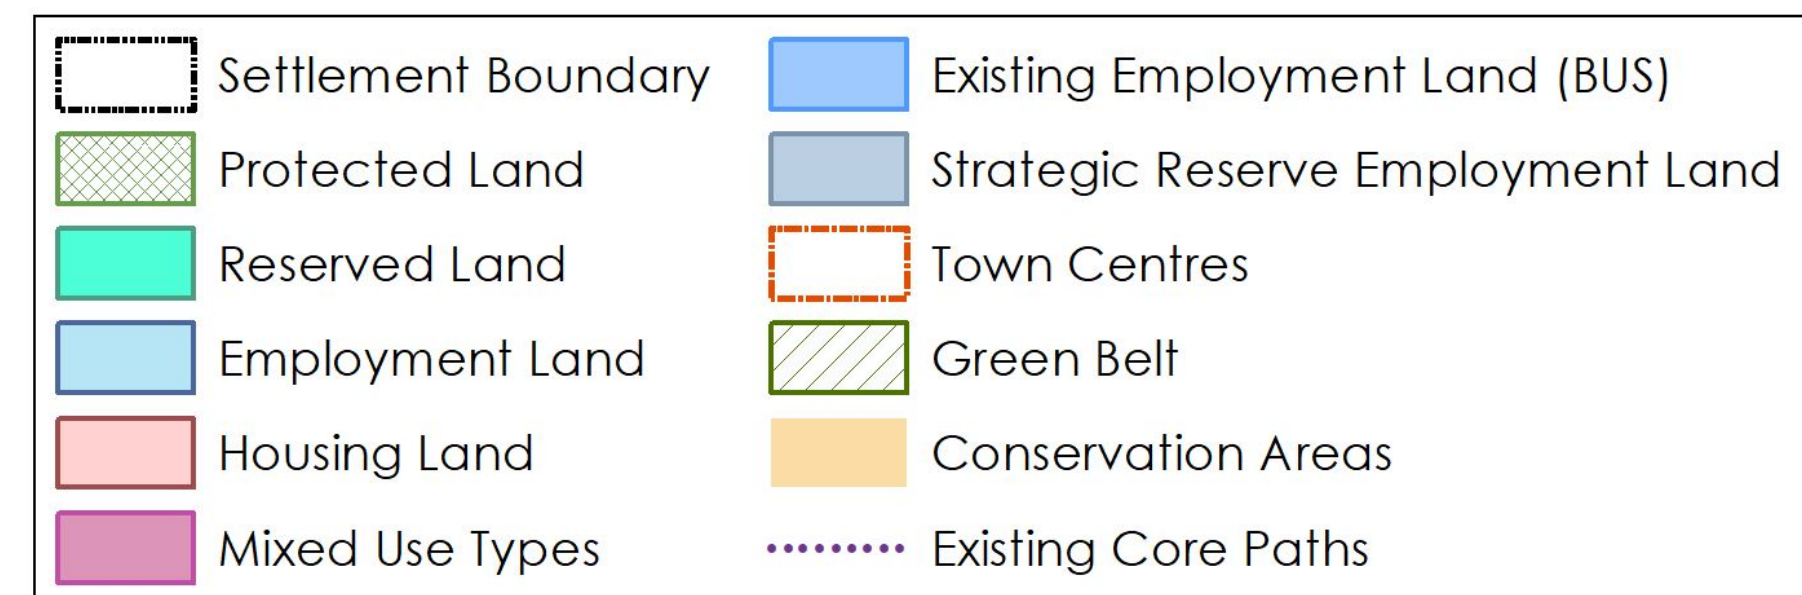 Settlement Boundary
Protected Land
Reserved Land
Employment Land
Housing Land
Mixed Use Types
Existing Employment Land (BUS)
Strategic Reserve Employment Land
Town Centres
Green Belt
Conservation Areas
Existing Core Paths